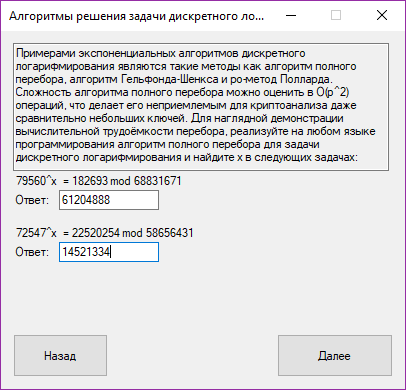 Алгоритмы решения задачи дискретного ло...
Примерами экспоненциальных алгоритмов дискретного
логарифмирования являются такие методы как алгоритм полного
перебора, алгоритм Гельфонда-Шенкса и ро-метод Полларда.
Сложность алгоритма полного перебора можно оценить в O(p^2)
операций, что делает его неприемлемым для криптоанализа даже
сравнительно небольших ключей. Для наглядной демонстрации
вычислительной трудоёмкости перебора, реализуйте на любом языке
программирования алгоритм полного перебора для задачи
дискретного логарифмирования и найдите x в следующих задачах:
79560^x = 182693 mod 68831671
Ответ: 61204888
72547^x = 22520254 mod 58656431
Ответ: 14521334
Назад Далее